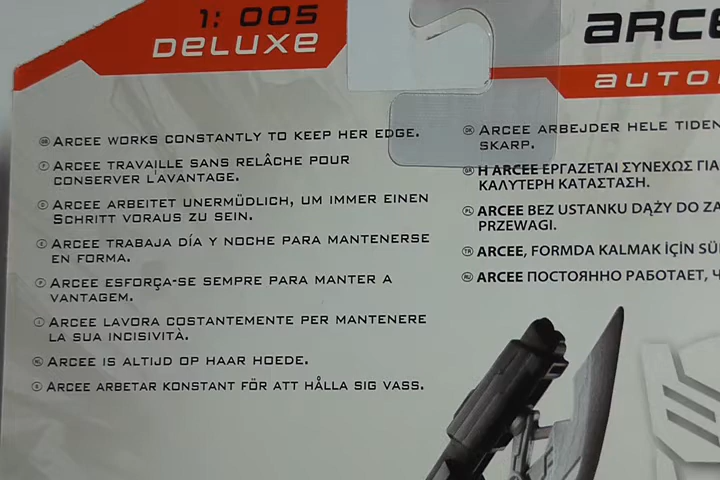 1: 005
DELUXE
ARCEE WORKS CONSTANTLY TO KEEP HER EDGE.
ARCEE TRAVAILLE SANS RELÂCHE POUR
CONSERVER L'AVANTAGE.
ARCEE ARBEITET UNERMÜDLICH, UM IMMER EINEN
SCHRITT VORAUS ZU SEIN.
ARCEE TRABAJA DÍA Y NOCHE PARA MANTENERSE
EN FORMA.
ARCEE ESFORÇA-SE SEMPRE PARA MANTER A
VANTAGEM.
ARCEE LAVORA COSTANTEMENTE PER MANTENERE
LA SUA INCISIVITÀ.
ARCEE IS ALTIJD OP HAAR HOEDE.
ARCEE ARBETAR KONSTANT FÖR ATT HÅLLA SIG VASS.
ARCE
AUTO
ARCEE ARBEJDER HELE TIDEN
SKARP.
Η ARCEE ΕΡΓΑΖΕΤΑΙ ΣΥΝΕΧΩΣ ΓΙΑ
ΚΑΛΥΤΕΡΗ ΚΑΤΑΣΤΑΣΗ.
ARCEE BEZ USTANKU DĄŻY DO ZA
PRZEWAGI.
ARCEE, FORMDA KALMAK İÇİN SÜ
ARCEE ПОСТОЯННО РАБОТАЕТ, Ч